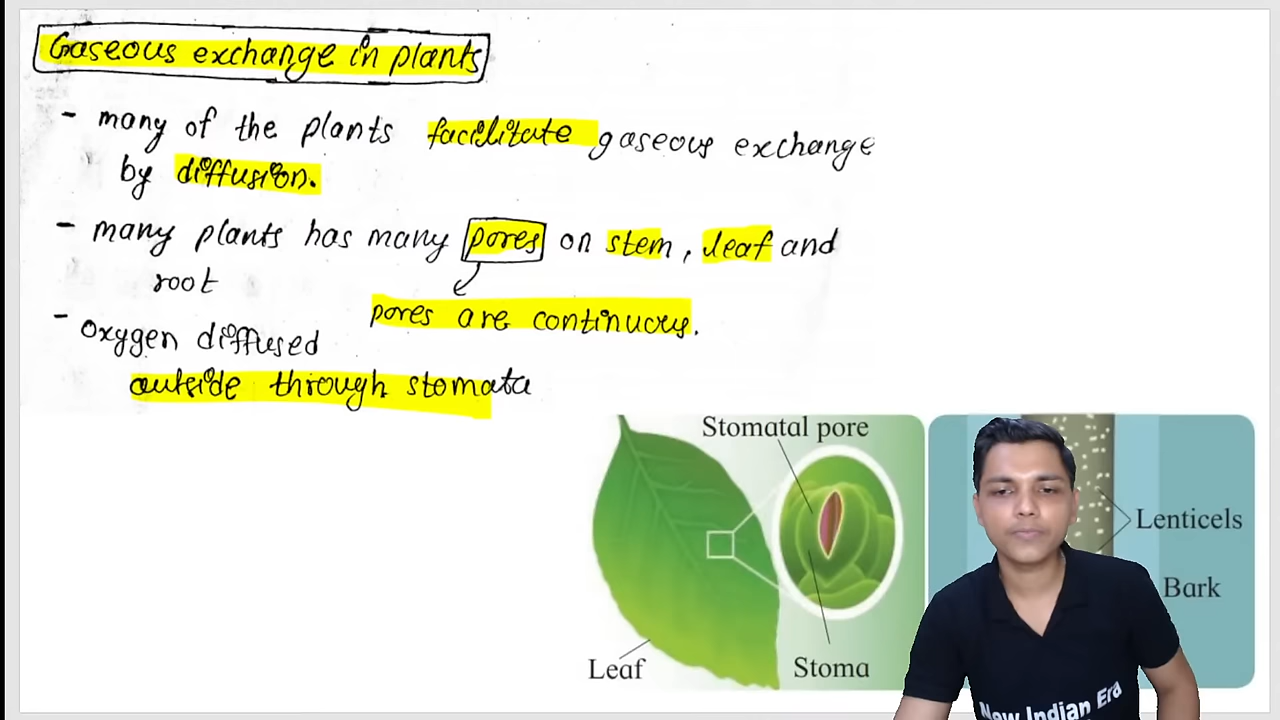 Gaseous exchange in plants
- many of the plants facilitate gaseous exchange
by diffusion.
- many plants has many pores on stem, leaf and
root
pores are continuous.
- oxygen diffused
outside through stomata
Stomatal pore
Lenticels
Bark
Leaf
Stoma
New Indian Era